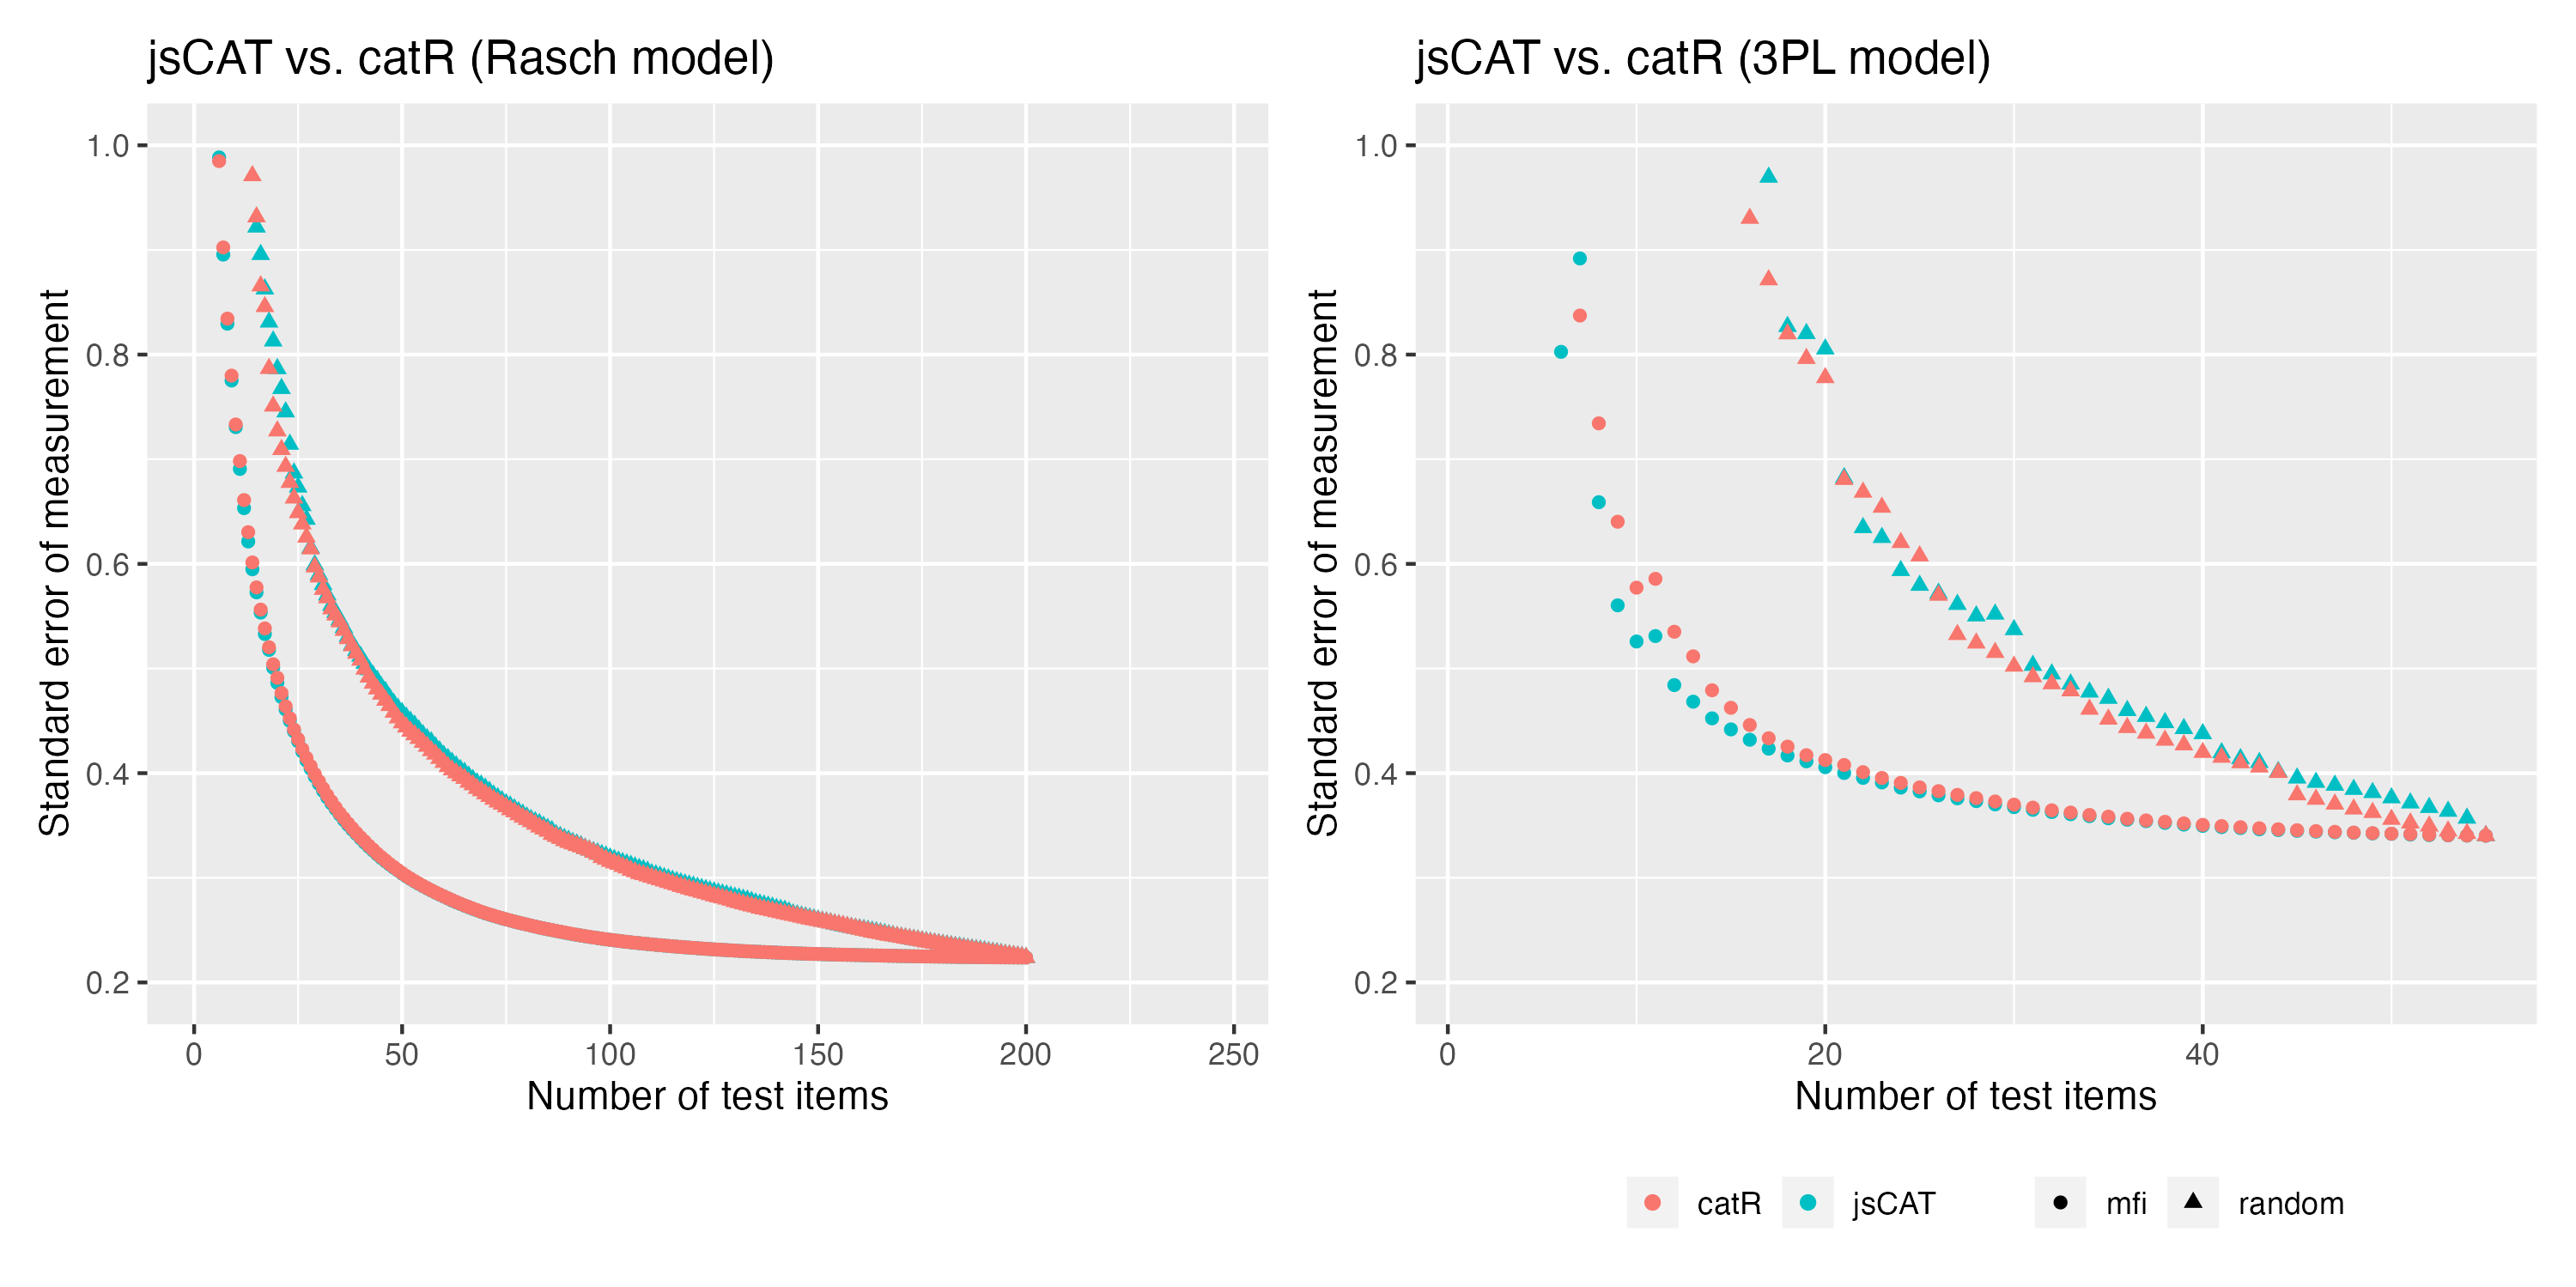 jsCAT vs. catR (Rasch model)
Standard error of measurement
1.0
0.8
0.6
0.4
0.2
0 50 100 150 200 250
Number of test items
jsCAT vs. catR (3PL model)
Standard error of measurement
1.0
0.8
0.6
0.4
0.2
0 20 40
Number of test items
catR jsCAT mfi random